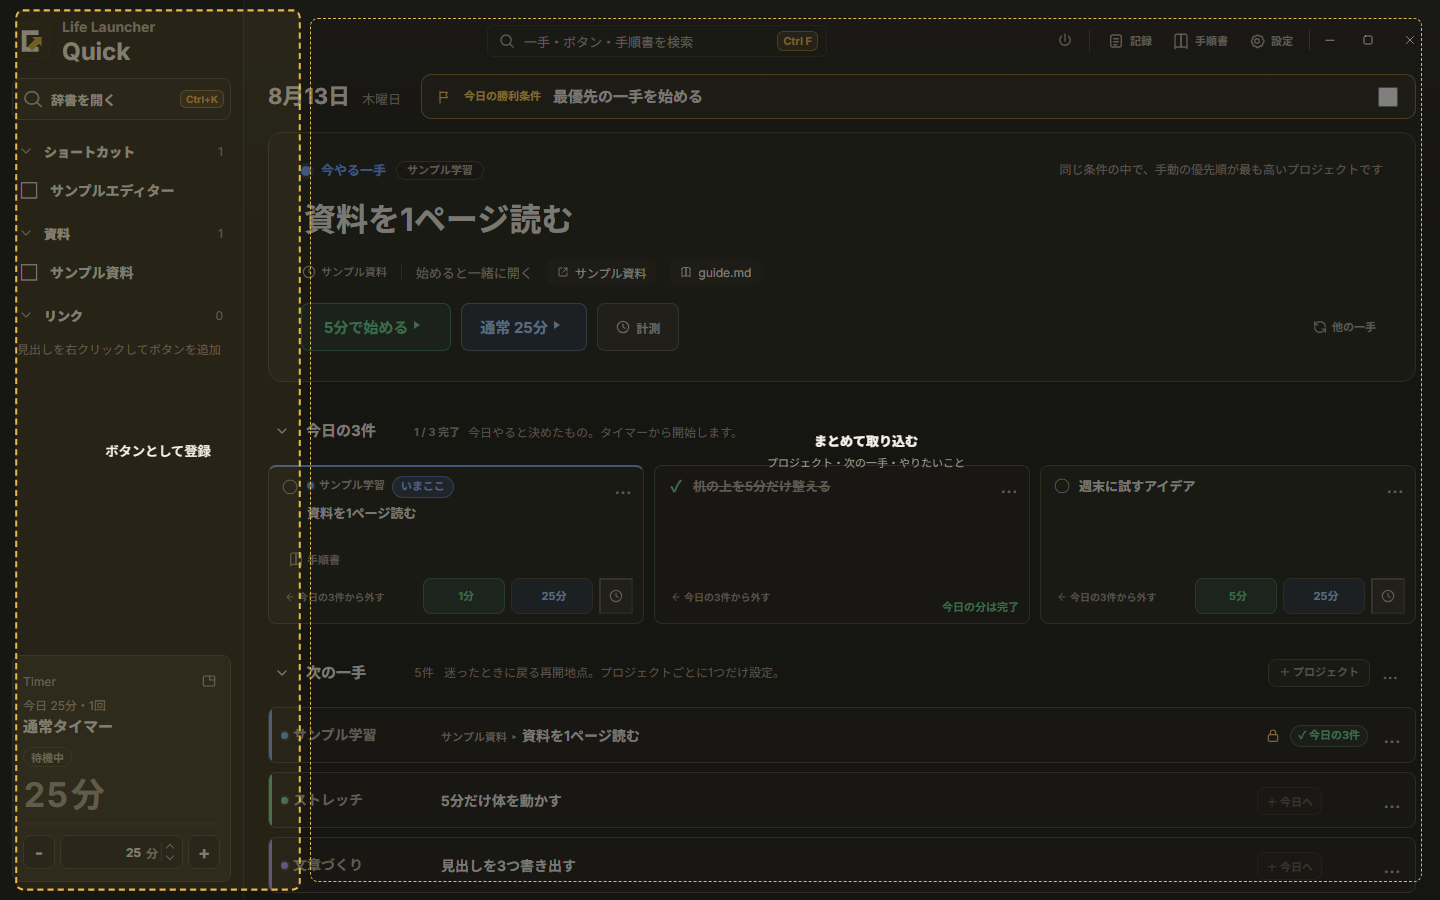 Life Launcher
Quick
辞書を開く Ctrl+K
ショートカット 1
サンプルエディター
資料 1
サンプル資料
リンク 0
見出しを右クリックしてボタンを追加
ボタンとして登録
Timer
今日 25分・1回
通常タイマー
待機中
25分
- 25 分 +
一手・ボタン・手順書を検索 Ctrl F
記録 手順書 設定
8月13日 木曜日
今日の勝利条件 最優先の一手を始める
今やる一手 サンプル学習 同じ条件の中で、手動の優先順が最も高いプロジェクトです
資料を1ページ読む
サンプル資料 始めると一緒に開く サンプル資料 guide.md
5分で始める 通常 25分 計測 他の一手
今日の3件 1 / 3 完了 今日やると決めたもの。タイマーから開始します。
まとめて取り込む
プロジェクト・次の一手・やりたいこと
サンプル学習 いまここ ...
資料を1ページ読む
手順書
← 今日の3件から外す 1分 25分
✓ 机の上を5分だけ整える ...
← 今日の3件から外す
今日の分は完了
週末に試すアイデア ...
← 今日の3件から外す 5分 25分
次の一手 5件 迷ったときに戻る再開地点。プロジェクトごとに1つだけ設定。 + プロジェクト ...
サンプル学習 サンプル資料 ▸ 資料を1ページ読む ✓ 今日の3件 ...
ストレッチ 5分だけ体を動かす + 今日へ ...
文章づくり 見出しを3つ書き出す + 今日へ ...